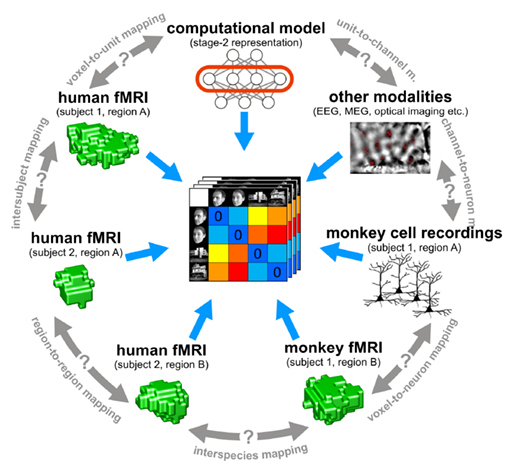 computational model
(stage-2 representation)
voxel-to-unit mapping
?
unit-to-channel m.
?
human fMRI
(subject 1, region A)
other modalities
(EEG, MEG, optical imaging etc.)
intersubject mapping
?
channel-to-neuron m.
?
0
0
0
0
human fMRI
(subject 2, region A)
monkey cell recordings
(subject 1, region A)
region-to-region mapping
?
human fMRI
(subject 2, region B)
monkey fMRI
(subject 1, region B)
voxel-to-neuron mapping
?
?
interspecies mapping